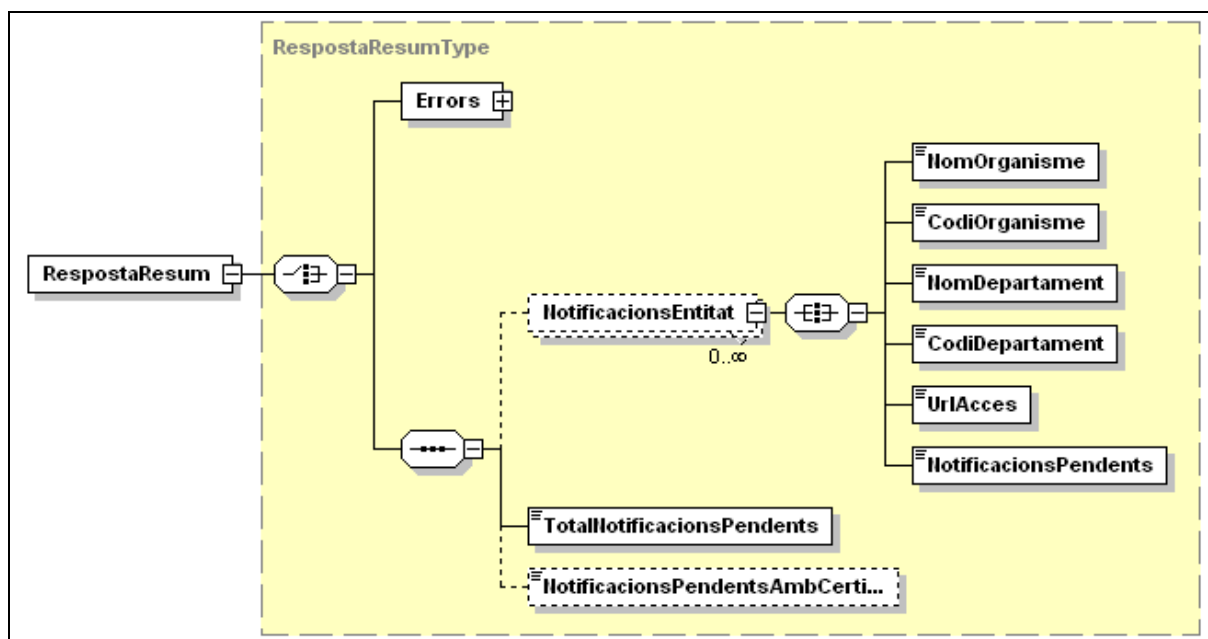 RespostaResumType
Errors
RespostaResum
NotificacionsEntitat
0..∞
NomOrganisme
CodiOrganisme
NomDepartament
CodiDepartament
UrlAcces
NotificacionsPendents
TotalNotificacionsPendents
NotificacionsPendentsAmbCerti...